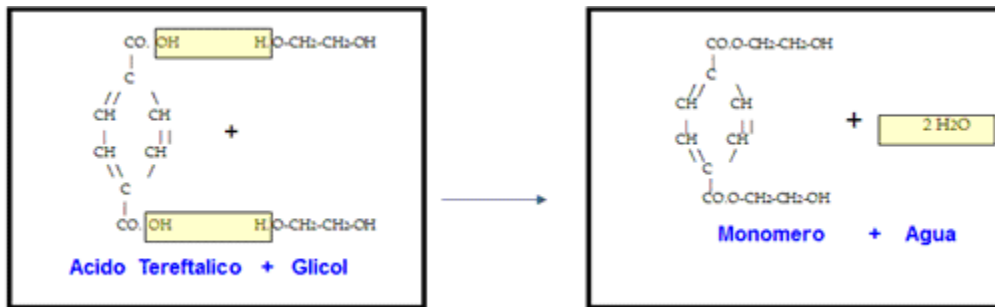 CO. OH H.O-CH2-CH2-OH
|
C
// \
CH CH
| ||
CH CH
\\ /
C
|
CO. OH H.O-CH2-CH2-OH
+
Acido Tereftalico + Glicol
CO.O-CH2-CH2-OH
|
C
// \
CH CH
| ||
CH CH
\\ /
C
|
CO.O-CH2-CH2-OH
+
2 H2O
Monomero + Agua